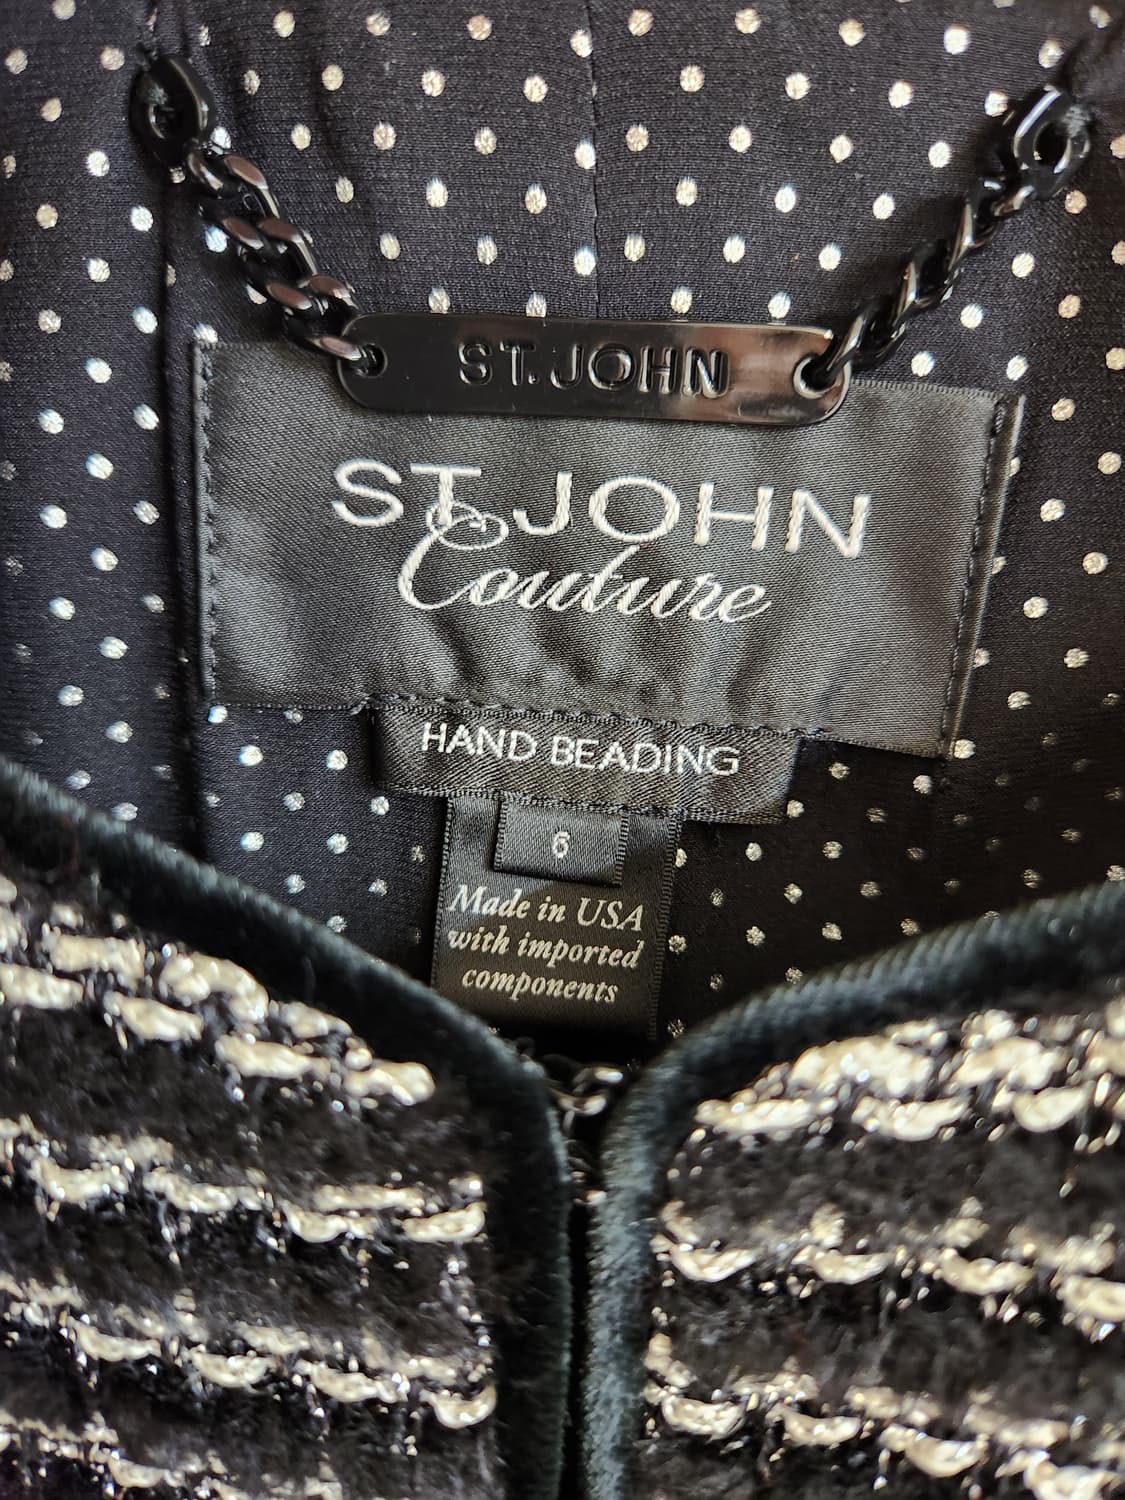 ST. JOHN
ST. JOHN
Couture
HAND BEADING
6
Made in USA
with imported
components